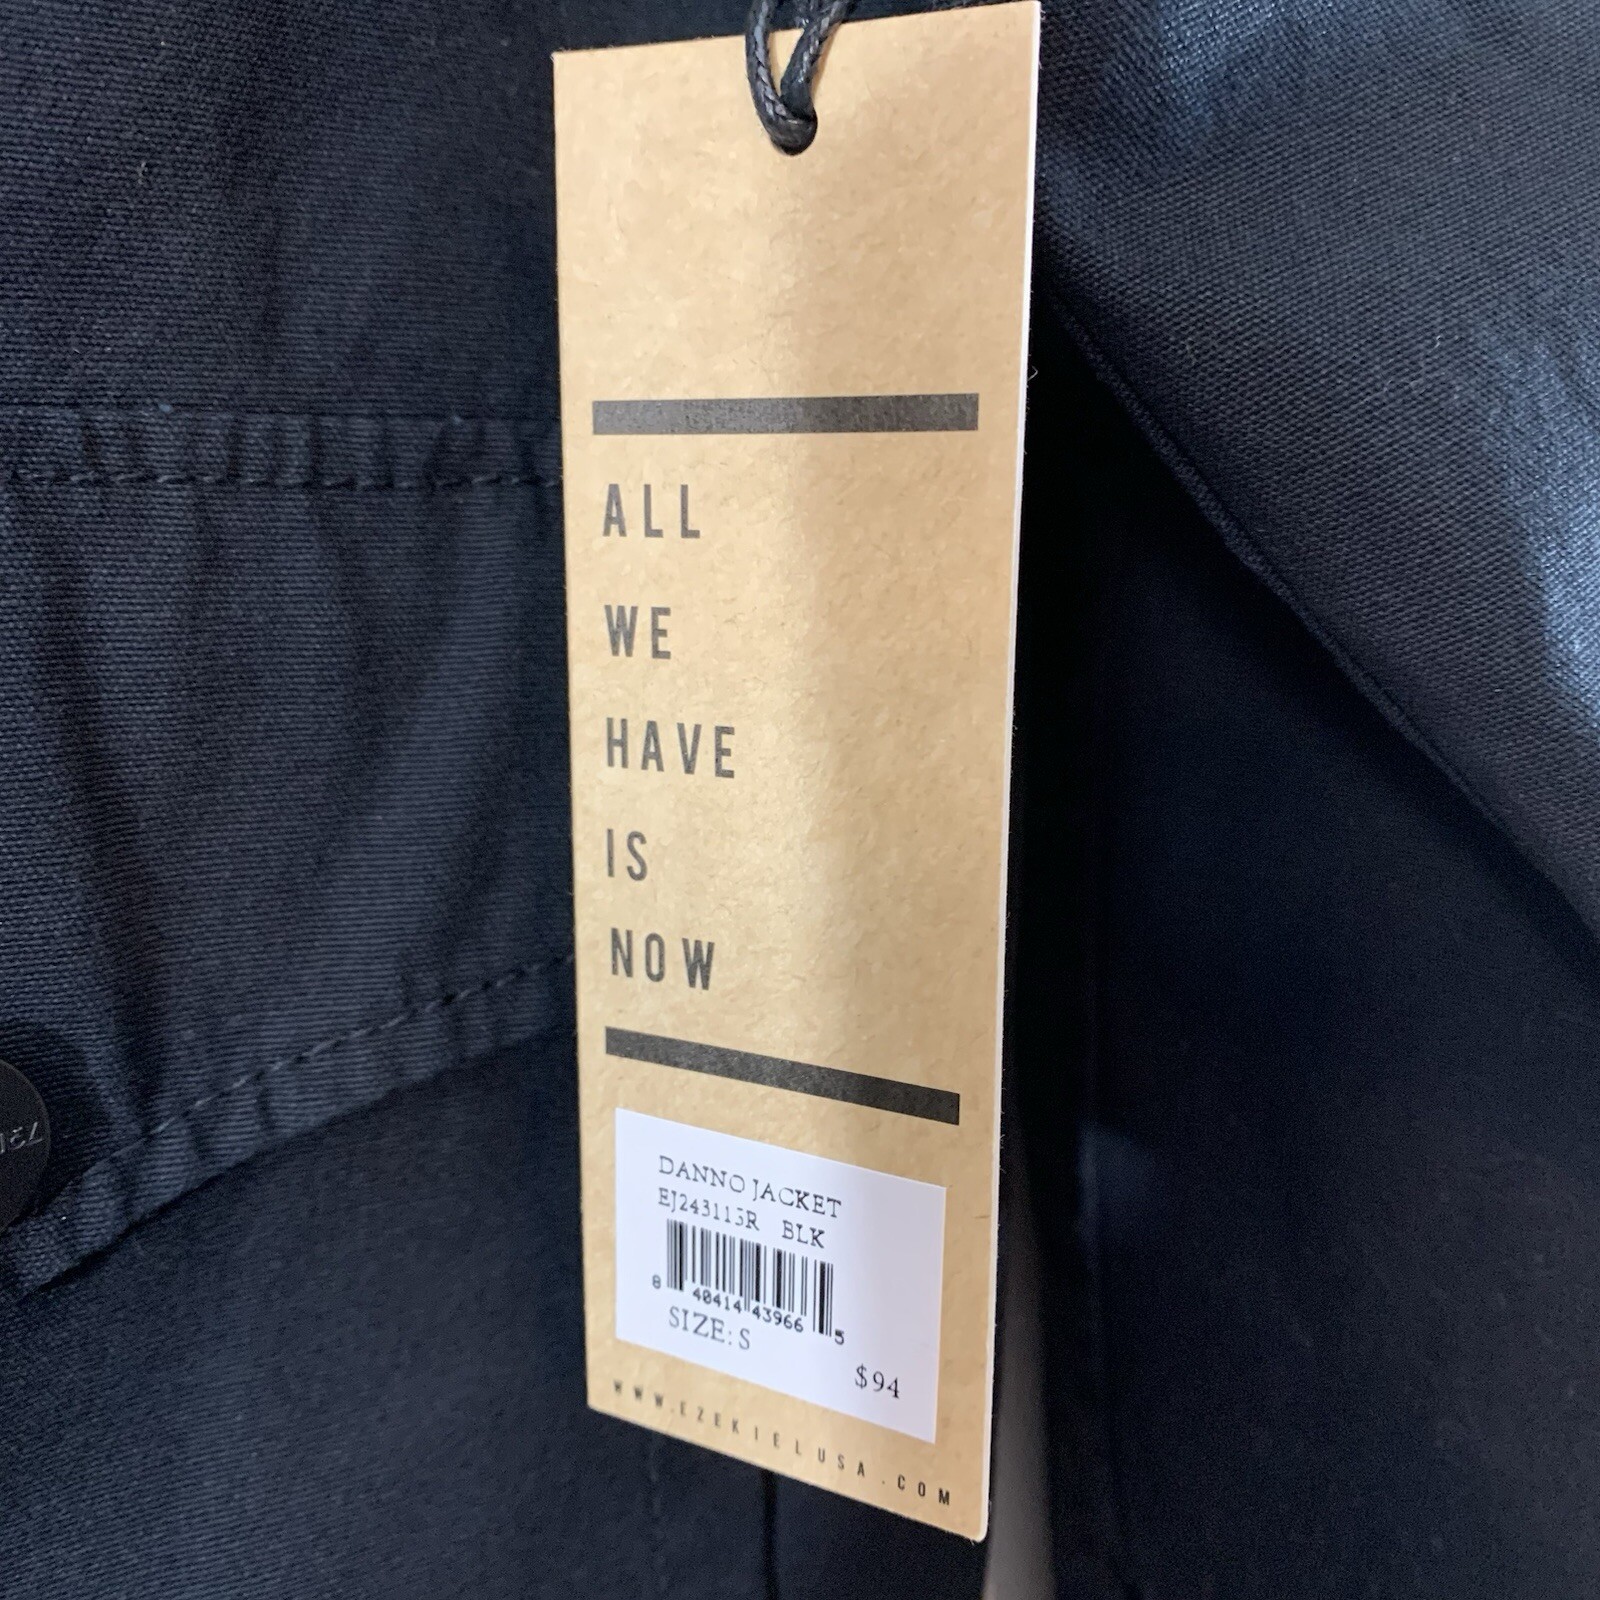 ALL
WE
HAVE
IS
NOW
DANNO JACKET
EJ243113R BLK
8 40414 43966 5
SIZE: S
$94
WWW.EZEKIELUSA.COM